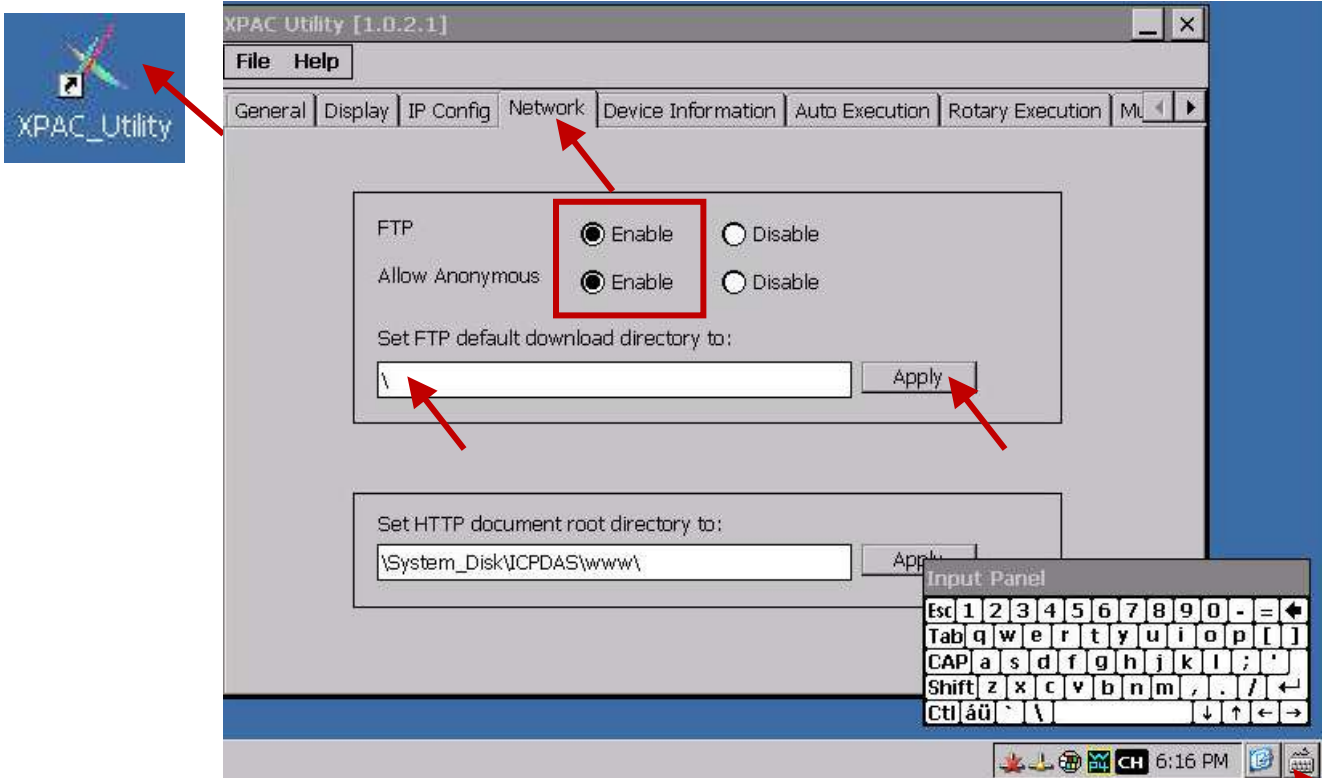 XPAC_Utility
XPAC Utility [1.0.2.1]
File Help
General Display IP Config Network Device Information Auto Execution Rotary Execution
FTP Enable Disable
Allow Anonymous Enable Disable
Set FTP default download directory to:
\ Apply
Set HTTP document root directory to:
\System_Disk\ICPDAS\www\
Input Panel
Esc 1 2 3 4 5 6 7 8 9 0 - =
Tab q w e r t y u i o p [ ]
CAP a s d f g h j k l ; '
Shift z x c v b n m , . /
Ctl áü ` \
CH 6:16 PM